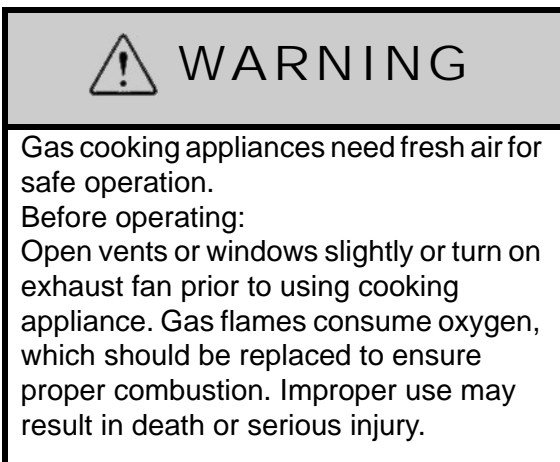 WARNING
Gas cooking appliances need fresh air for
safe operation.
Before operating:
Open vents or windows slightly or turn on
exhaust fan prior to using cooking
appliance. Gas flames consume oxygen,
which should be replaced to ensure
proper combustion. Improper use may
result in death or serious injury.